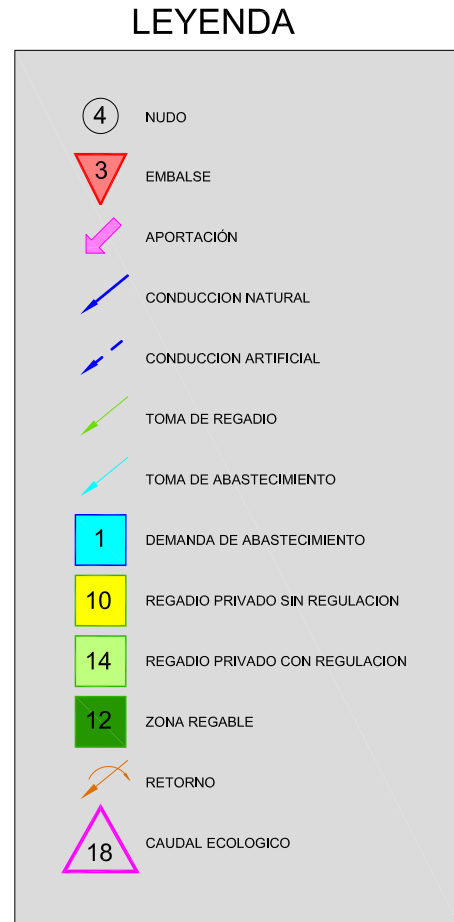 LEYENDA
4 NUDO
3 EMBALSE
APORTACIÓN
CONDUCCION NATURAL
CONDUCCION ARTIFICIAL
TOMA DE REGADIO
TOMA DE ABASTECIMIENTO
1 DEMANDA DE ABASTECIMIENTO
10 REGADIO PRIVADO SIN REGULACION
14 REGADIO PRIVADO CON REGULACION
12 ZONA REGABLE
RETORNO
18 CAUDAL ECOLOGICO